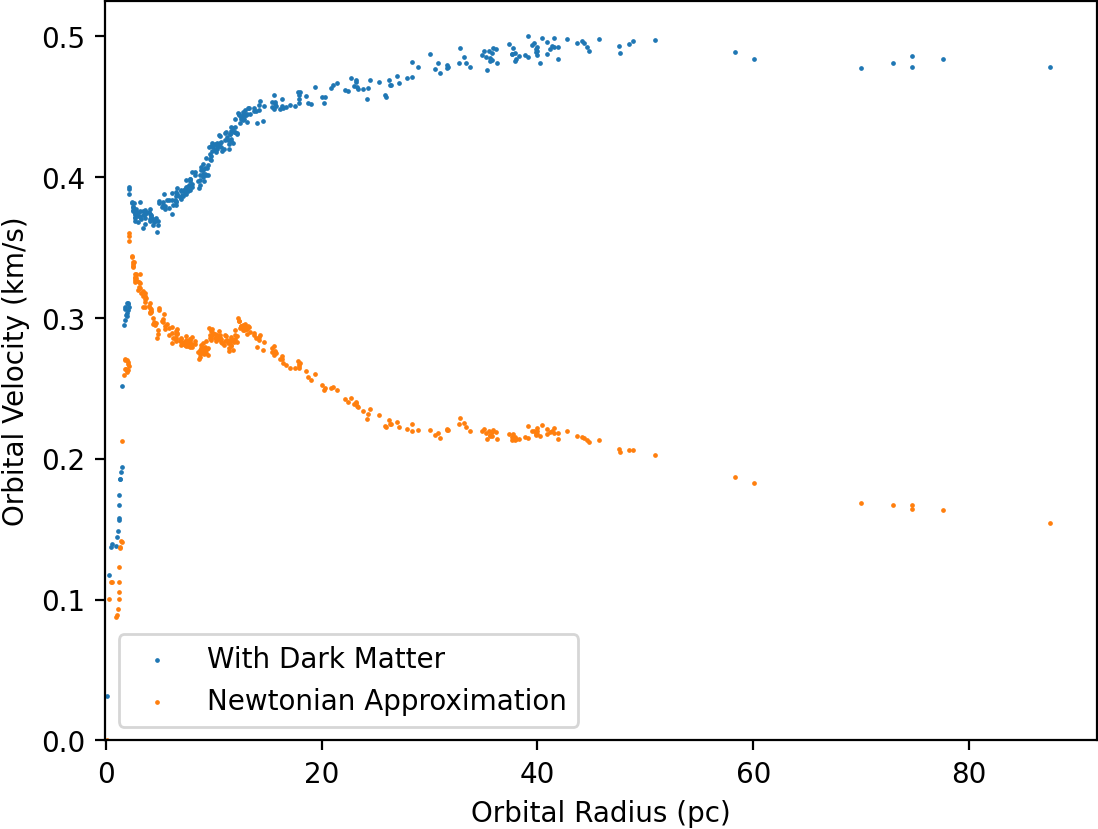 0.5
0.4
0.3
0.2
0.1
0.0
Orbital Velocity (km/s)
With Dark Matter
Newtonian Approximation
0 20 40 60 80
Orbital Radius (pc)